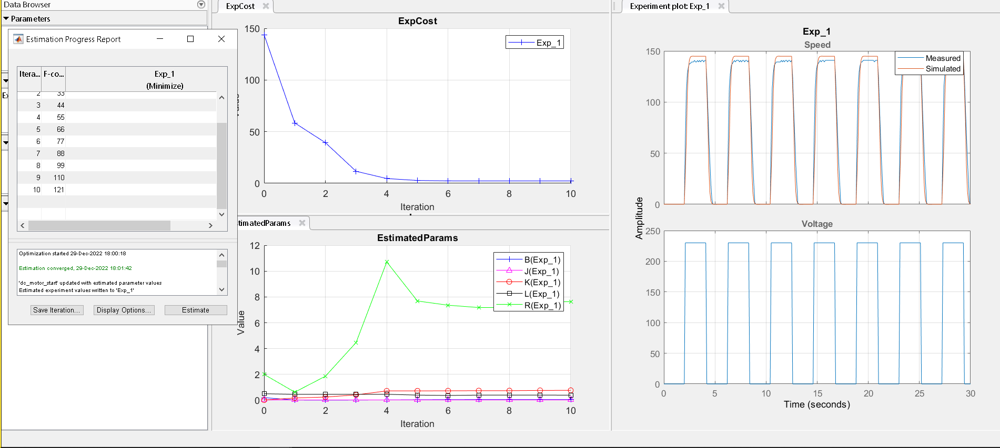 Data Browser
Parameters
Estimation Progress Report
Itera... F-co... Exp_1
(Minimize)
2 33
3 44
4 55
5 66
6 77
7 88
8 99
9 110
10 121
Optimization started 29-Dec-2022 18:00:18
Estimation converged, 29-Dec-2022 18:01:42
'dc_motor_start' updated with estimated parameter values
Estimated experiment values written to 'Exp_1'
Save Iteration... Display Options... Estimate
ExpCost
ExpCost
Exp_1
150
100
50
0
0 2 4 6 8 10
Iteration
timatedParams
EstimatedParams
B(Exp_1)
J(Exp_1)
K(Exp_1)
L(Exp_1)
R(Exp_1)
12
10
8
6
4
2
0
Value
0 2 4 6 8 10
Iteration
Experiment plot: Exp_1
Exp_1
Speed
Measured
Simulated
150
100
50
0
Amplitude
Voltage
250
200
150
100
50
0
0 5 10 15 20 25 30
Time (seconds)